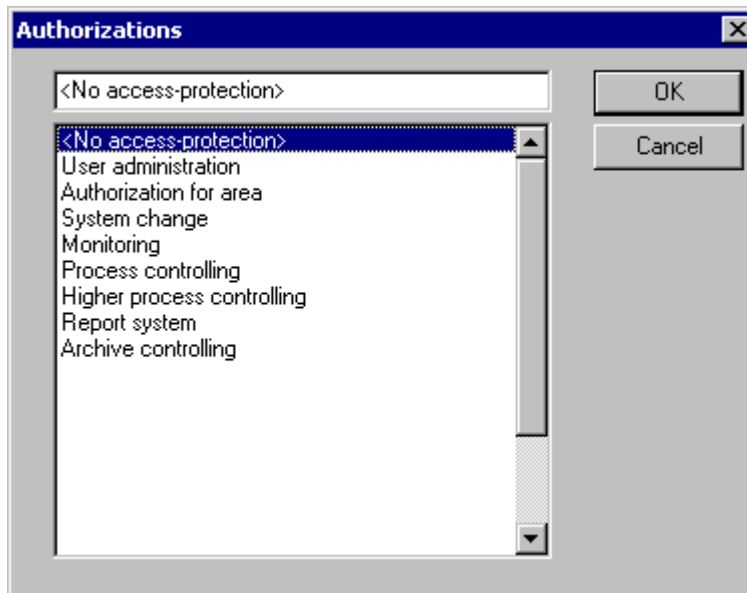 Authorizations
<No access-protection>
OK
<No access-protection>
Cancel
User administration
Authorization for area
System change
Monitoring
Process controlling
Higher process controlling
Report system
Archive controlling